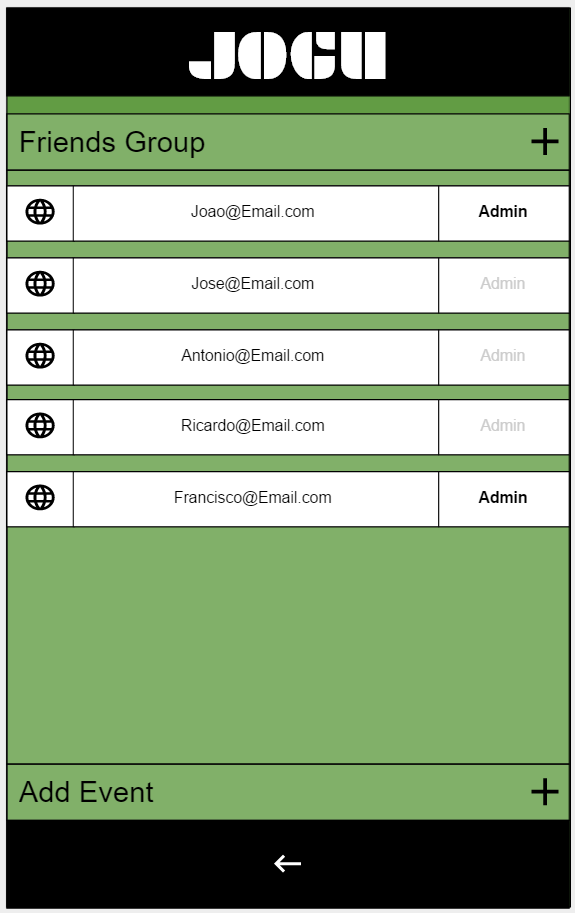 JOGU
Friends Group
Joao@Email.com Admin
Jose@Email.com Admin
Antonio@Email.com Admin
Ricardo@Email.com Admin
Francisco@Email.com Admin
Add Event